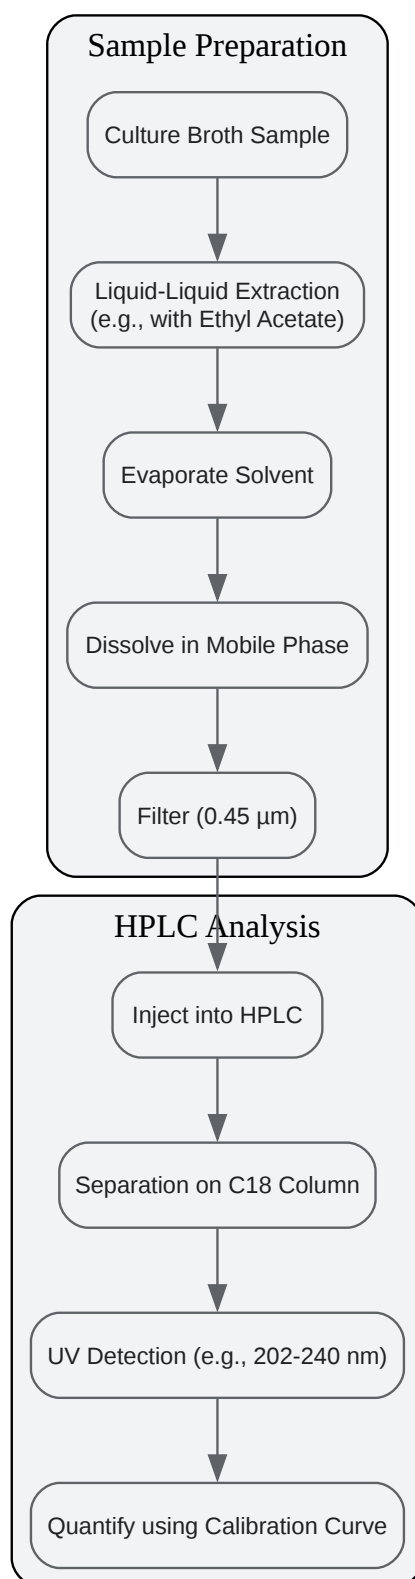 Sample Preparation
Culture Broth Sample
Liquid-Liquid Extraction
(e.g., with Ethyl Acetate)
Evaporate Solvent
Dissolve in Mobile Phase
Filter (0.45 µm)
HPLC Analysis
Inject into HPLC
Separation on C18 Column
UV Detection (e.g., 202-240 nm)
Quantify using Calibration Curve